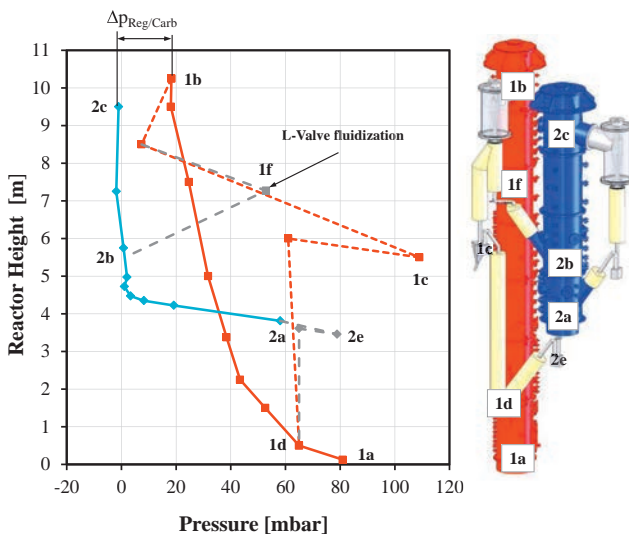 Δp Reg/Carb
11
10
9
8
7
6
5
4
3
2
1
0
Reactor Height [m]
1b
2c
L-Valve fluidization
1f
2b
1c
2a
2e
1d
1a
-20
0
20
40
60
80
100
120
Pressure [mbar]
1b
2c
1f
1c
2b
2a
2e
1d
1a